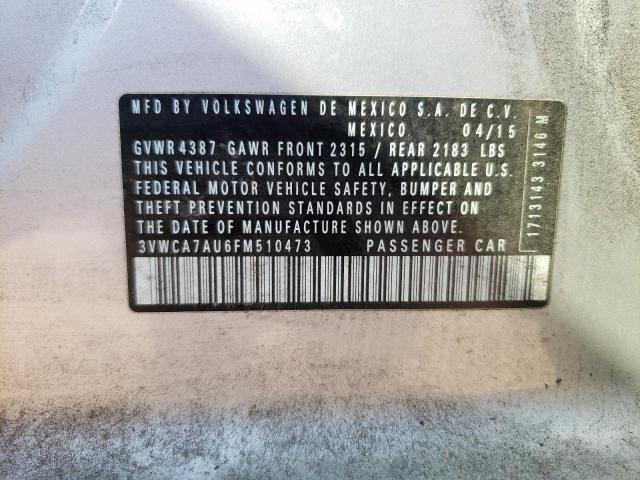 MFD BY VOLKSWAGEN DE MEXICO S.A. DE C.V.
MEXICO 04/15
GVWR 4387 GAWR FRONT 2315 / REAR 2183 LBS
THIS VEHICLE CONFORMS TO ALL APPLICABLE U.S.
FEDERAL MOTOR VEHICLE SAFETY, BUMPER AND
THEFT PREVENTION STANDARDS IN EFFECT ON
THE DATE OF MANUFACTURE SHOWN ABOVE.
3VWCA7AU6FM510473 PASSENGER CAR
1713143 3146 M